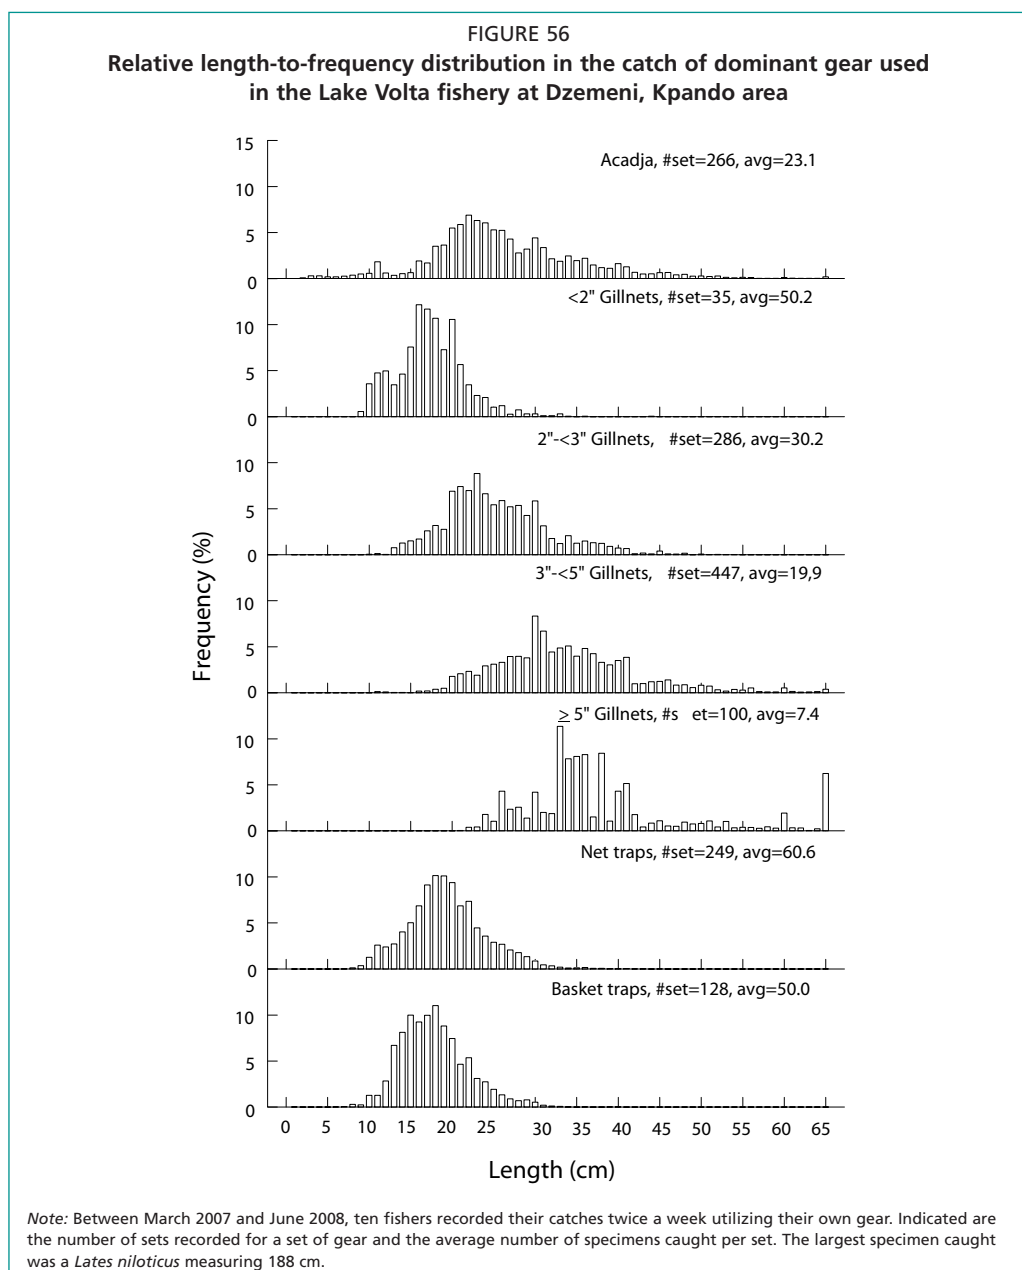 FIGURE 56
Relative length-to-frequency distribution in the catch of dominant gear used
in the Lake Volta fishery at Dzemeni, Kpando area
Frequency (%)
15
10
5
0
Acadja, #set=266, avg=23.1
10
5
0
<2" Gillnets, #set=35, avg=50.2
10
5
0
2"-<3" Gillnets, #set=286, avg=30.2
10
5
0
3"-<5" Gillnets, #set=447, avg=19,9
10
5
0
≥ 5" Gillnets, #s et=100, avg=7.4
10
5
0
Net traps, #set=249, avg=60.6
10
5
0
Basket traps, #set=128, avg=50.0
0 5 10 15 20 25 30 35 40 45 50 55 60 65
Length (cm)
Note: Between March 2007 and June 2008, ten fishers recorded their catches twice a week utilizing their own gear. Indicated are
the number of sets recorded for a set of gear and the average number of specimens caught per set. The largest specimen caught
was a Lates niloticus measuring 188 cm.